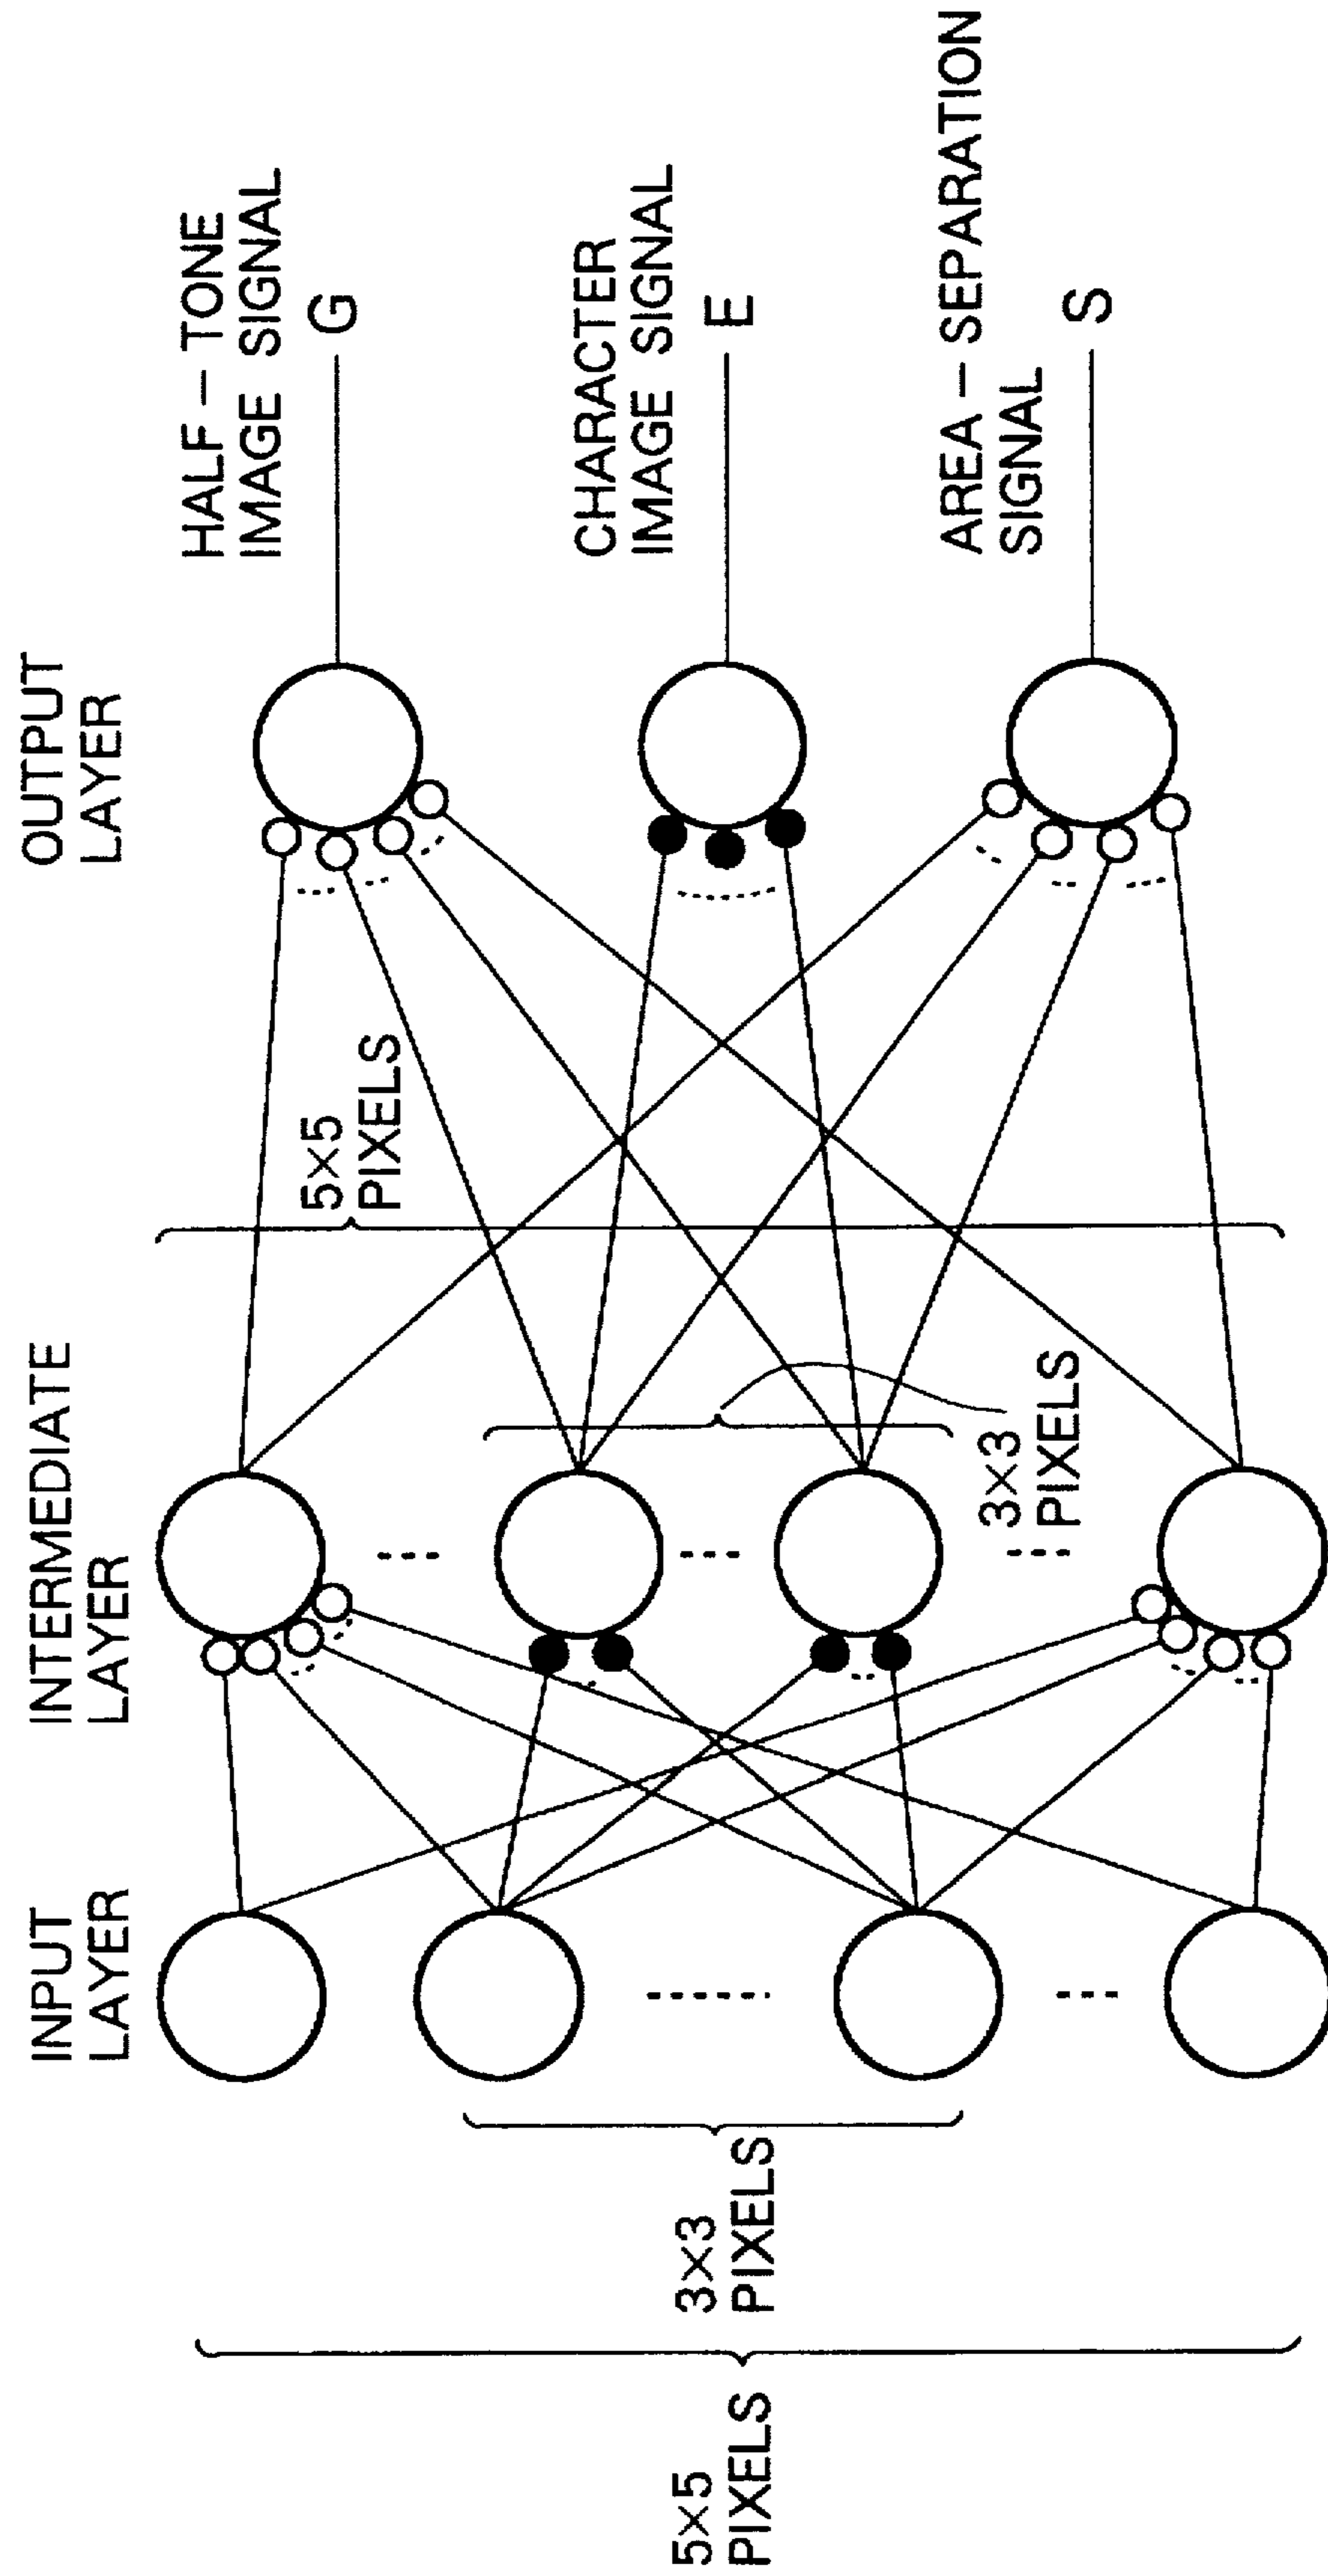 INPUT
LAYER
INTERMEDIATE
LAYER
OUTPUT
LAYER
5×5
PIXELS
3×3
PIXELS
3×3
PIXELS
5×5
PIXELS
HALF – TONE
IMAGE SIGNAL
G
CHARACTER
IMAGE SIGNAL
E
AREA – SEPARATION
SIGNAL
S